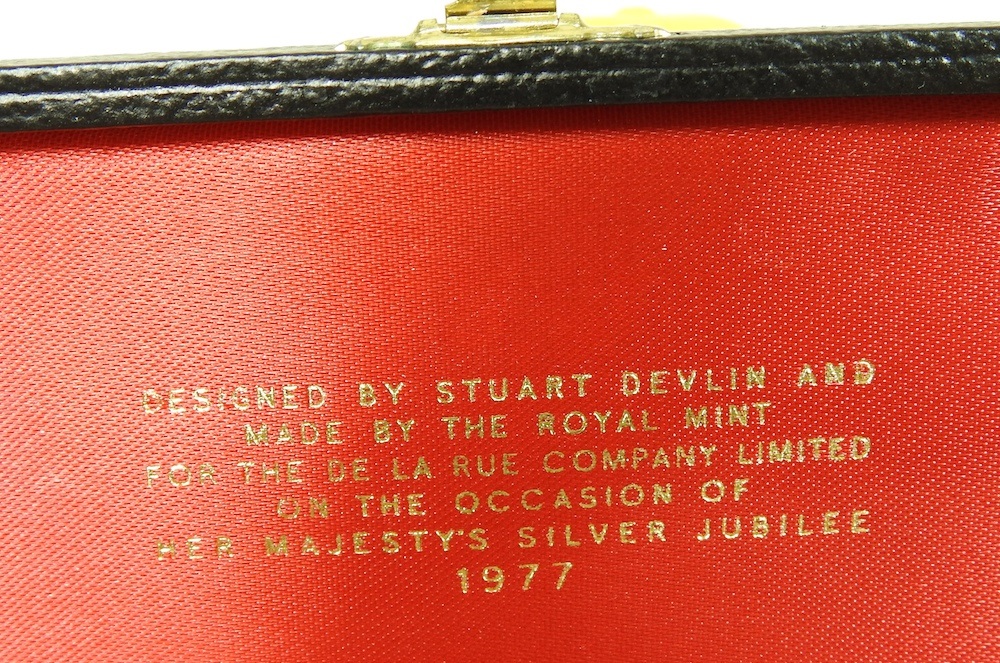 DESIGNED BY STUART DEVLIN AND
MADE BY THE ROYAL MINT
FOR THE DE LA RUE COMPANY LIMITED
ON THE OCCASION OF
HER MAJESTY'S SILVER JUBILEE
1977